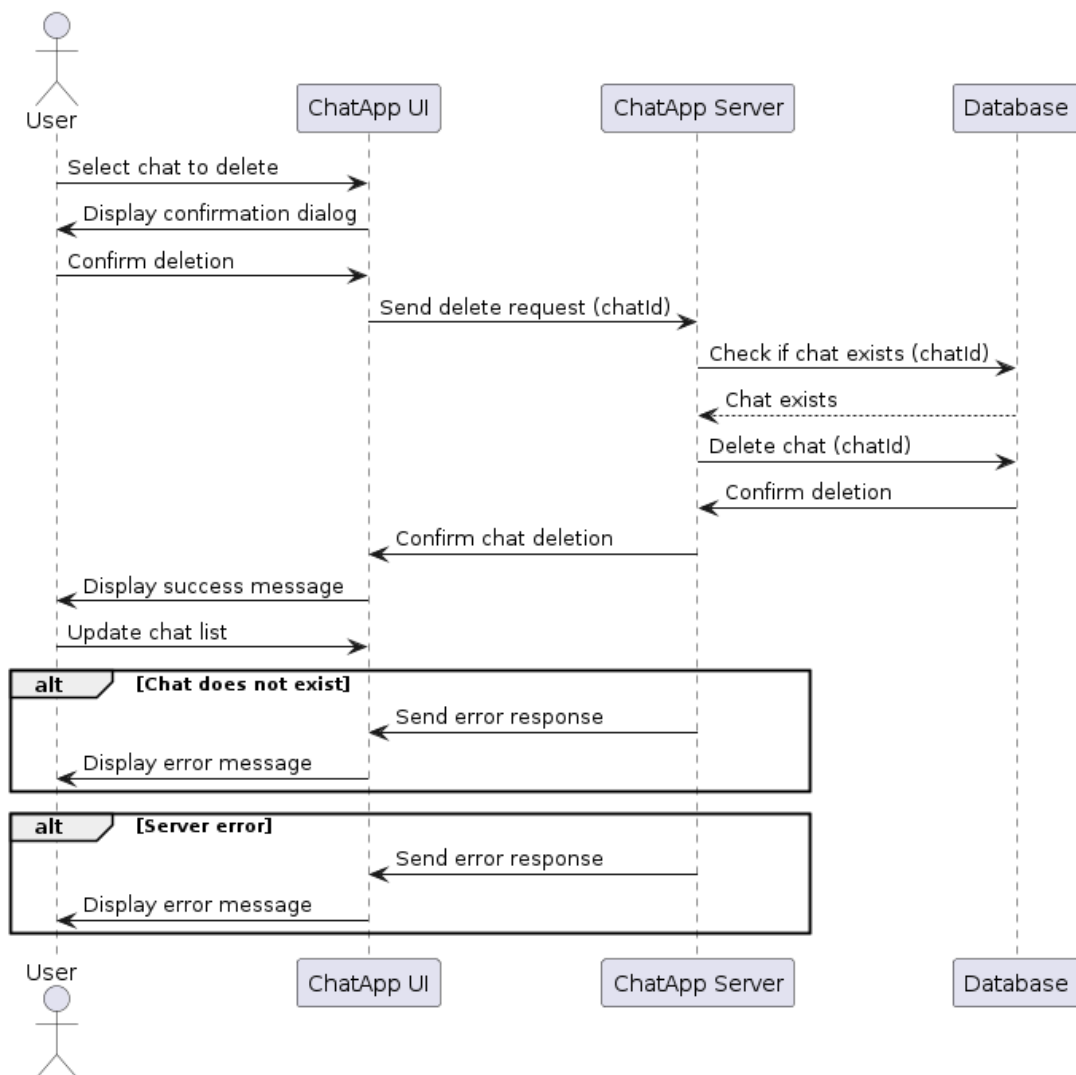 User
ChatApp UI
ChatApp Server
Database
Select chat to delete
Display confirmation dialog
Confirm deletion
Send delete request (chatId)
Check if chat exists (chatId)
Chat exists
Delete chat (chatId)
Confirm deletion
Confirm chat deletion
Display success message
Update chat list
alt [Chat does not exist]
Send error response
Display error message
alt [Server error]
Send error response
Display error message
User
ChatApp UI
ChatApp Server
Database